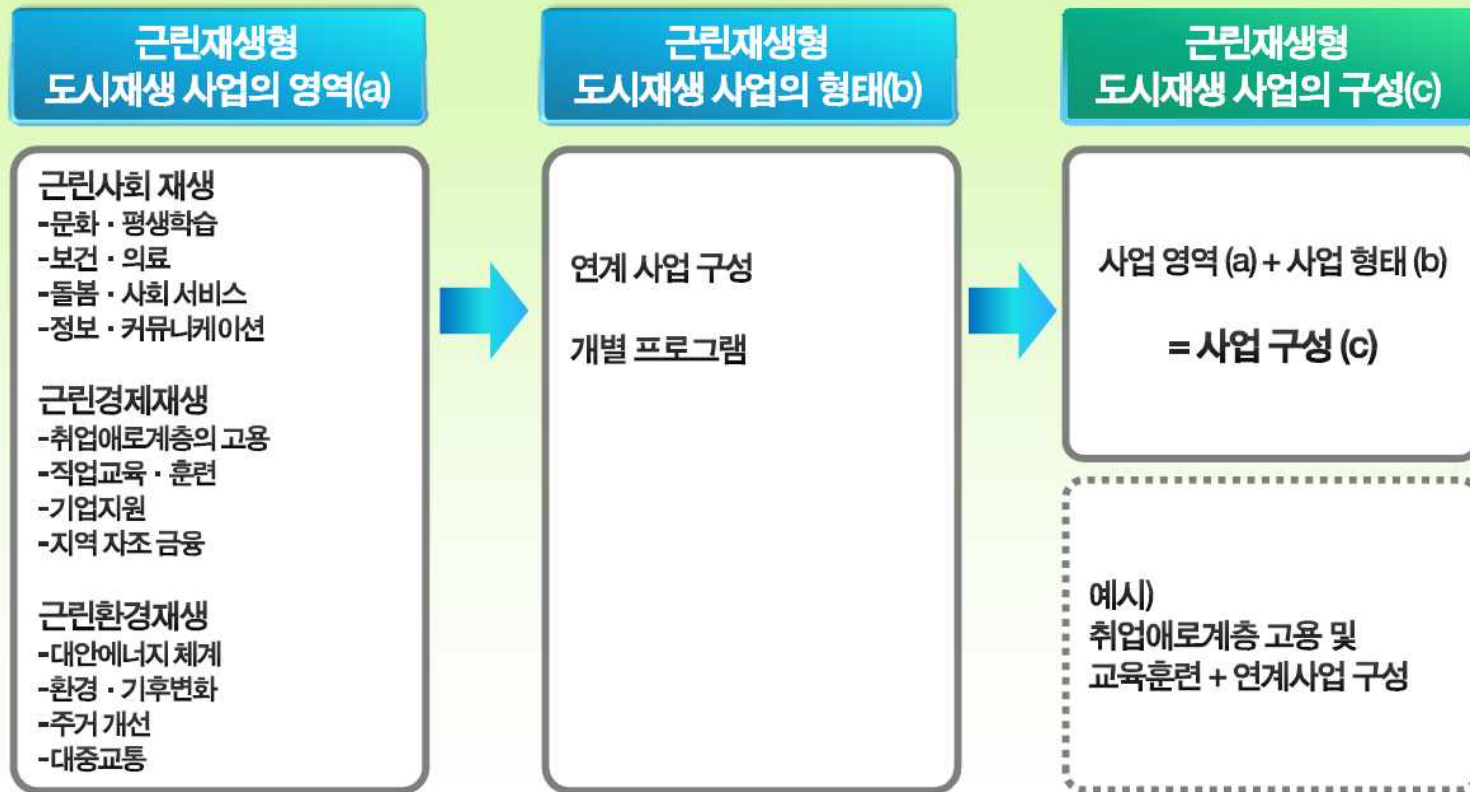 근린재생형
도시재생 사업의 영역(a)
근린사회 재생
-문화 · 평생학습
-보건 · 의료
-돌봄 · 사회 서비스
-정보 · 커뮤니케이션
근린경제재생
-취업애로계층의 고용
-직업교육 · 훈련
-기업지원
-지역 자조 금융
근린환경재생
-대안에너지 체계
-환경 · 기후변화
-주거 개선
-대중교통
근린재생형
도시재생 사업의 형태(b)
연계 사업 구성
개별 프로그램
근린재생형
도시재생 사업의 구성(c)
사업 영역 (a) + 사업 형태 (b)
= 사업 구성 (c)
예시)
취업애로계층 고용 및
교육훈련 + 연계사업 구성